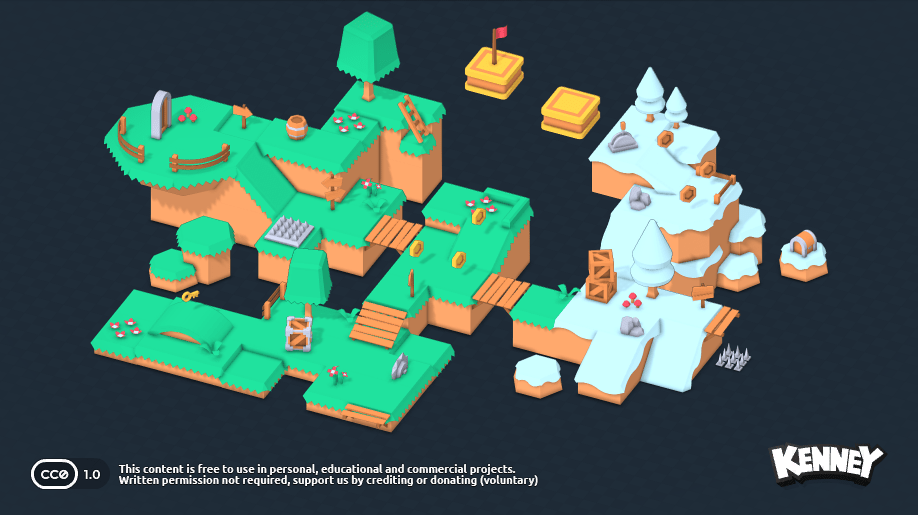 CC0 1.0
This content is free to use in personal, educational and commercial projects.
Written permission not required, support us by crediting or donating (voluntary)
KENNEY